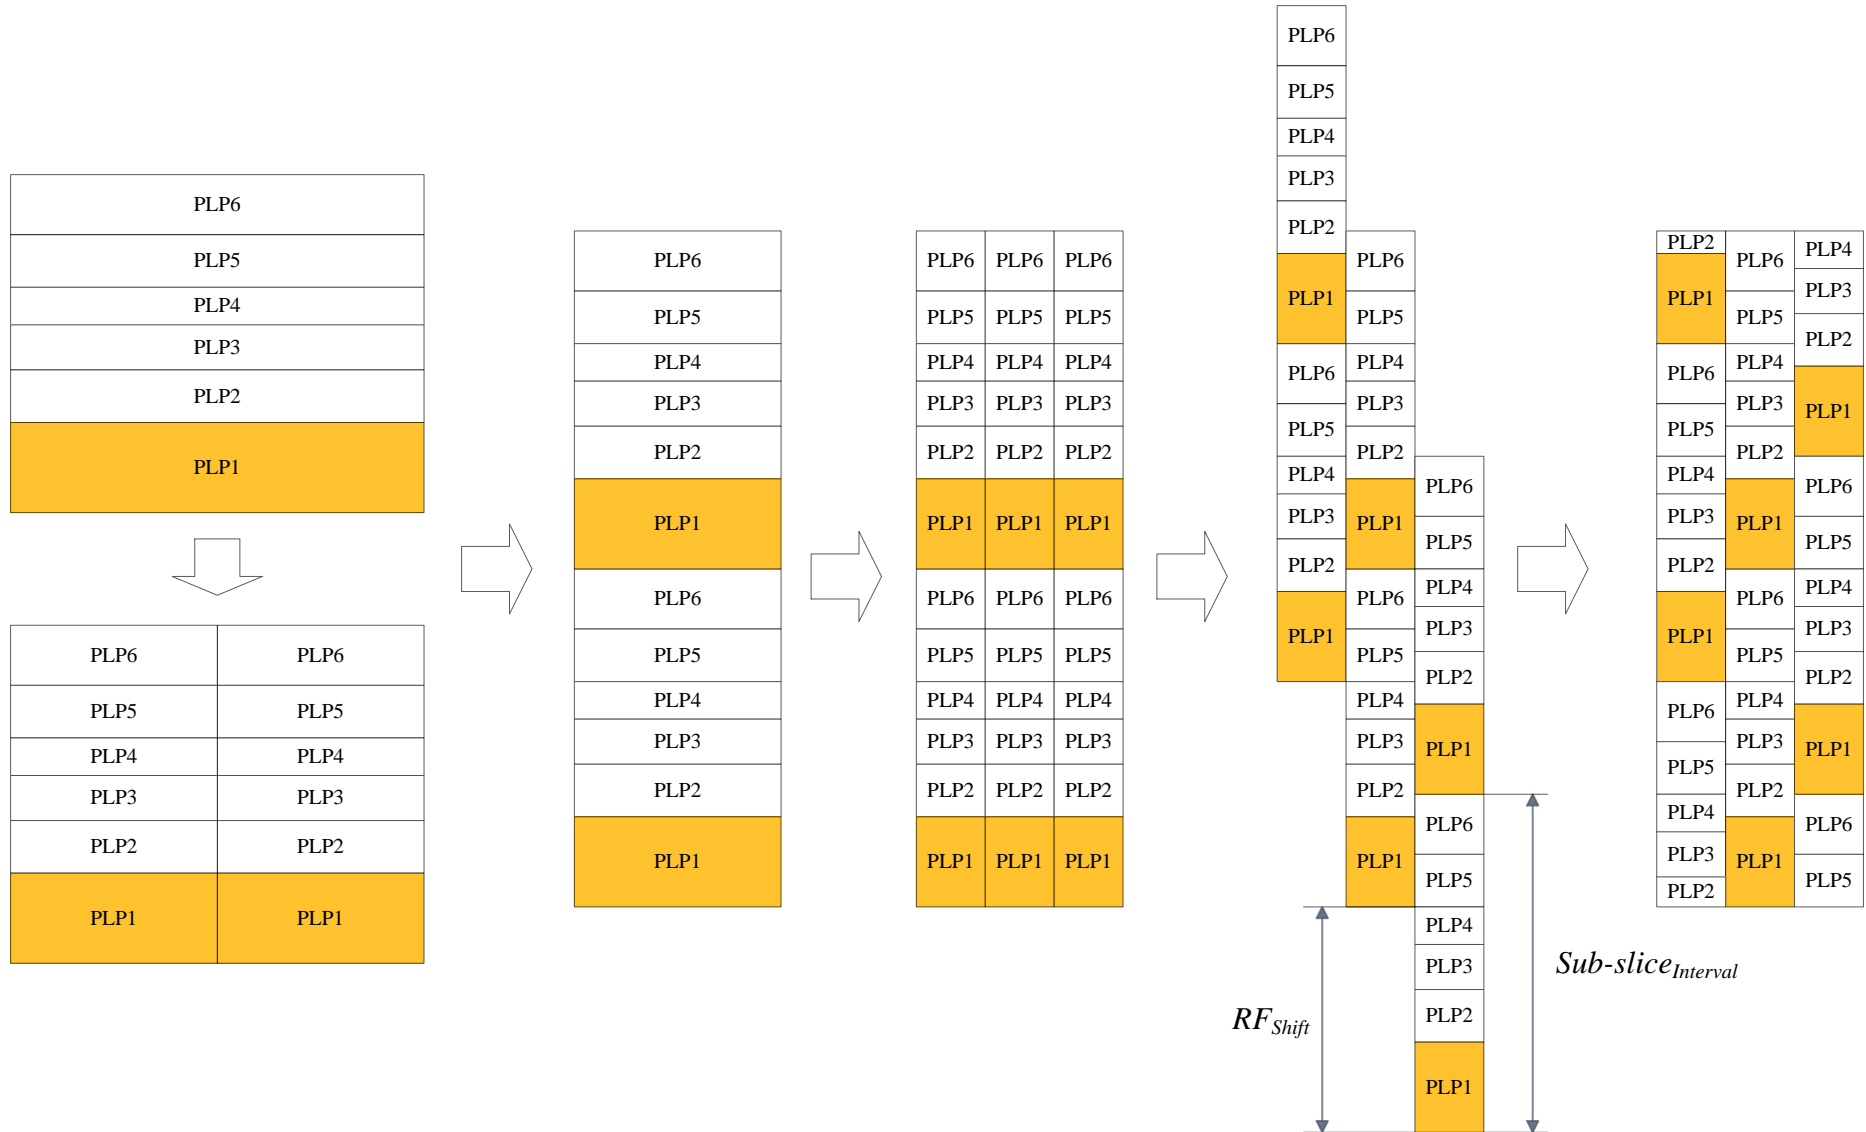 PLP6
PLP5
PLP4
PLP3
PLP2
PLP1
PLP6 PLP6
PLP5 PLP5
PLP4 PLP4
PLP3 PLP3
PLP2 PLP2
PLP1 PLP1
PLP6
PLP5
PLP4
PLP3
PLP2
PLP1
PLP6
PLP5
PLP4
PLP3
PLP2
PLP1
PLP6 PLP6 PLP6
PLP5 PLP5 PLP5
PLP4 PLP4 PLP4
PLP3 PLP3 PLP3
PLP2 PLP2 PLP2
PLP1 PLP1 PLP1
PLP6 PLP6 PLP6
PLP5 PLP5 PLP5
PLP4 PLP4 PLP4
PLP3 PLP3 PLP3
PLP2 PLP2 PLP2
PLP1 PLP1 PLP1
PLP6
PLP5
PLP4
PLP3
PLP2
PLP1
PLP6
PLP5
PLP4
PLP3
PLP2
PLP1
PLP6
PLP5
PLP4
PLP3
PLP2
PLP1
PLP6
PLP5
PLP4
PLP3
PLP2
PLP1
PLP6
PLP5
PLP4
PLP3
PLP2
PLP1
PLP6
PLP5
PLP4
PLP3
PLP2
PLP1
RFShift
Sub-sliceInterval
PLP2
PLP1
PLP6
PLP5
PLP4
PLP3
PLP2
PLP1
PLP6
PLP5
PLP4
PLP3
PLP2
PLP6
PLP5
PLP4
PLP3
PLP2
PLP1
PLP6
PLP5
PLP4
PLP3
PLP2
PLP1
PLP4
PLP3
PLP2
PLP1
PLP6
PLP5
PLP4
PLP3
PLP2
PLP1
PLP6
PLP5